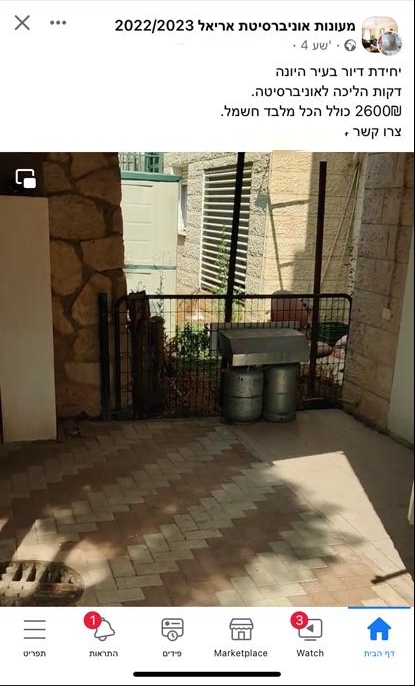 מעונות אוניברסיטת אריאל 2022/2023
4 שע' ·
יחידת דיור בעיר היונה
דקות הליכה לאוניברסיטה.
2600₪ כולל הכל מלבד חשמל.
צרו קשר
דף הבית
3
Watch
Marketplace
פידים
1
התראות
תפריט